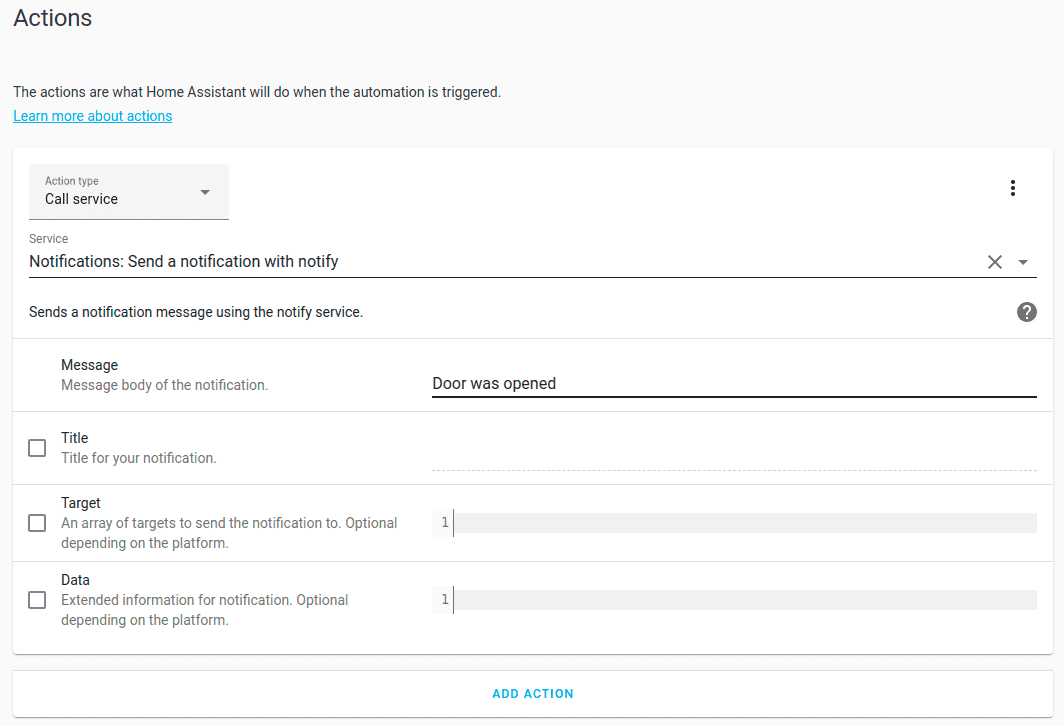 Actions
The actions are what Home Assistant will do when the automation is triggered.
Learn more about actions
Action type
Call service
Service
Notifications: Send a notification with notify
Sends a notification message using the notify service.
Message
Message body of the notification.
Door was opened
Title
Title for your notification.
Target
An array of targets to send the notification to. Optional
depending on the platform.
1
Data
Extended information for notification. Optional
depending on the platform.
1
ADD ACTION